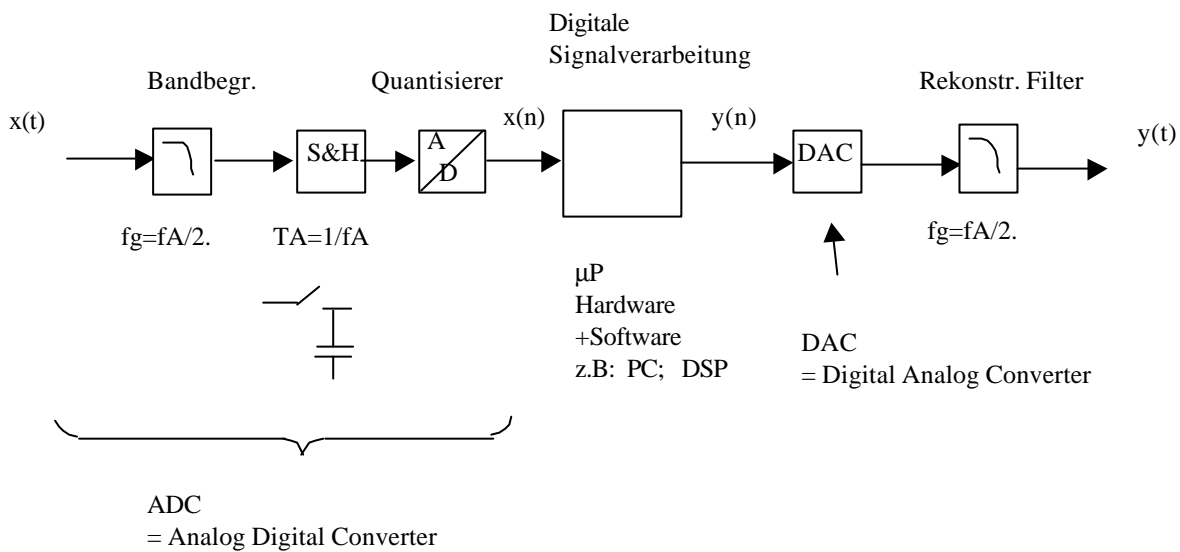 Digitale
Signalverarbeitung
Bandbegr.
Quantisierer
Rekonstr. Filter
x(t)
x(n)
y(n)
y(t)
S&H
A
D
DAC
fg=fA/2.
TA=1/fA
fg=fA/2.
µP
Hardware
+Software
z.B: PC; DSP
DAC
= Digital Analog Converter
ADC
= Analog Digital Converter